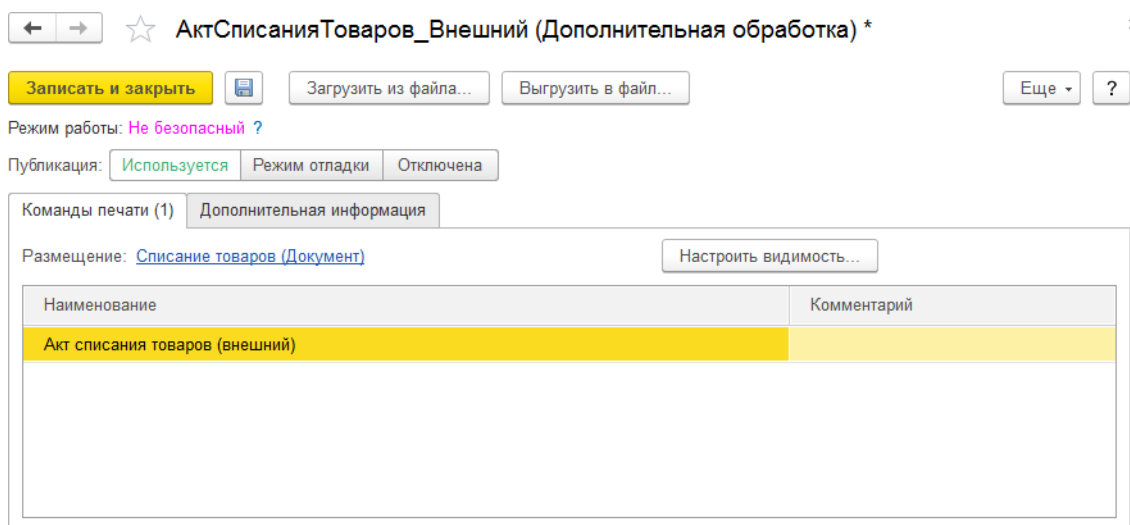 АктСписанияТоваров_Внешний (Дополнительная обработка) *
Записать и закрыть Загрузить из файла... Выгрузить в файл... Еще ?
Режим работы: Не безопасный ?
Публикация: Используется Режим отладки Отключена
Команды печати (1) Дополнительная информация
Размещение: Списание товаров (Документ) Настроить видимость...
Наименование Комментарий
Акт списания товаров (внешний)